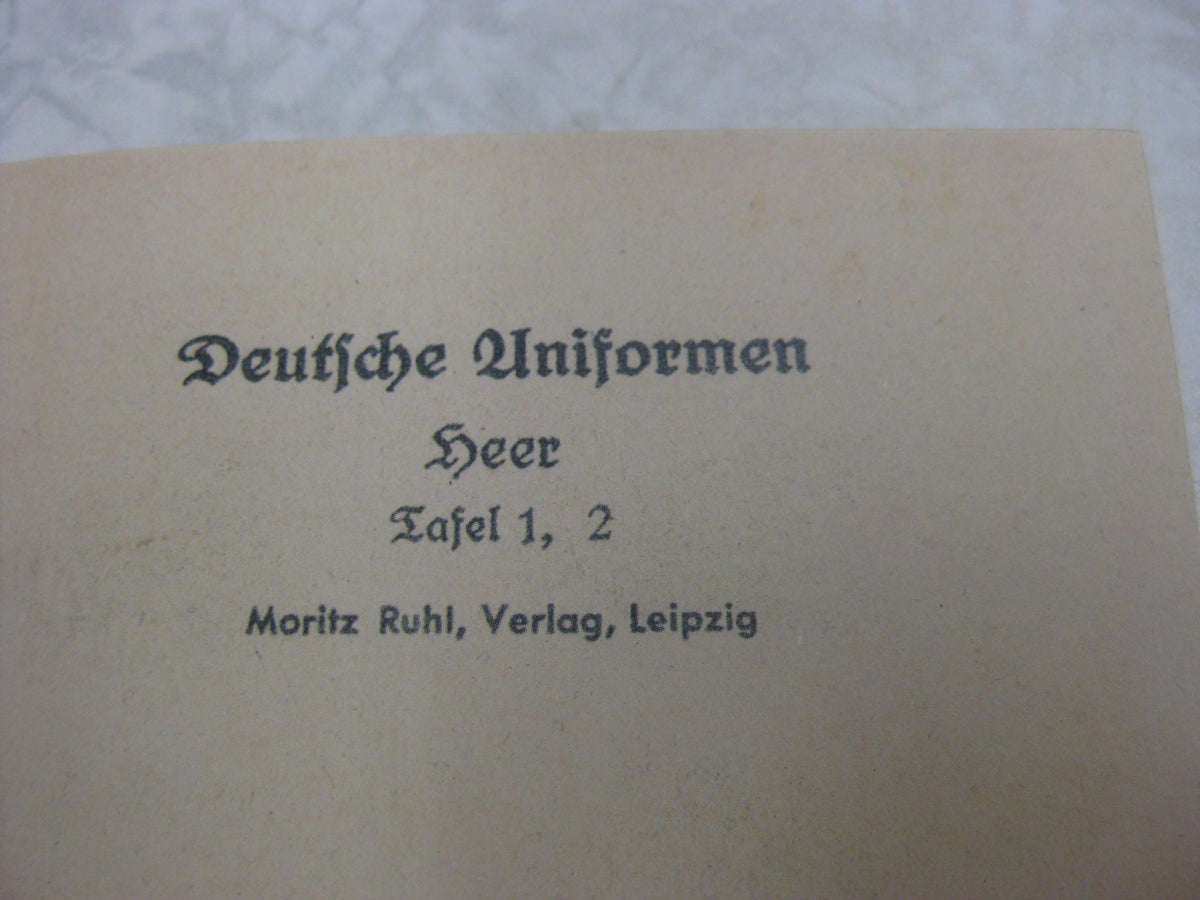 Deutsche Uniformen
Heer
Tafel 1, 2
Moritz Ruhl, Verlag, Leipzig